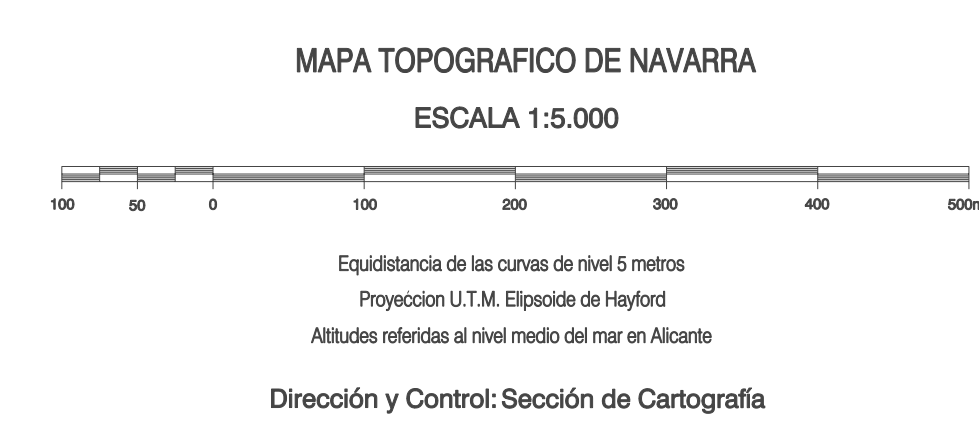 MAPA TOPOGRAFICO DE NAVARRA
ESCALA 1:5.000
100 50 0 100 200 300 400 500m
Equidistancia de las curvas de nivel 5 metros
Proyeććion U.T.M. Elipsoide de Hayford
Altitudes referidas al nivel medio del mar en Alicante
Dirección y Control: Sección de Cartografía